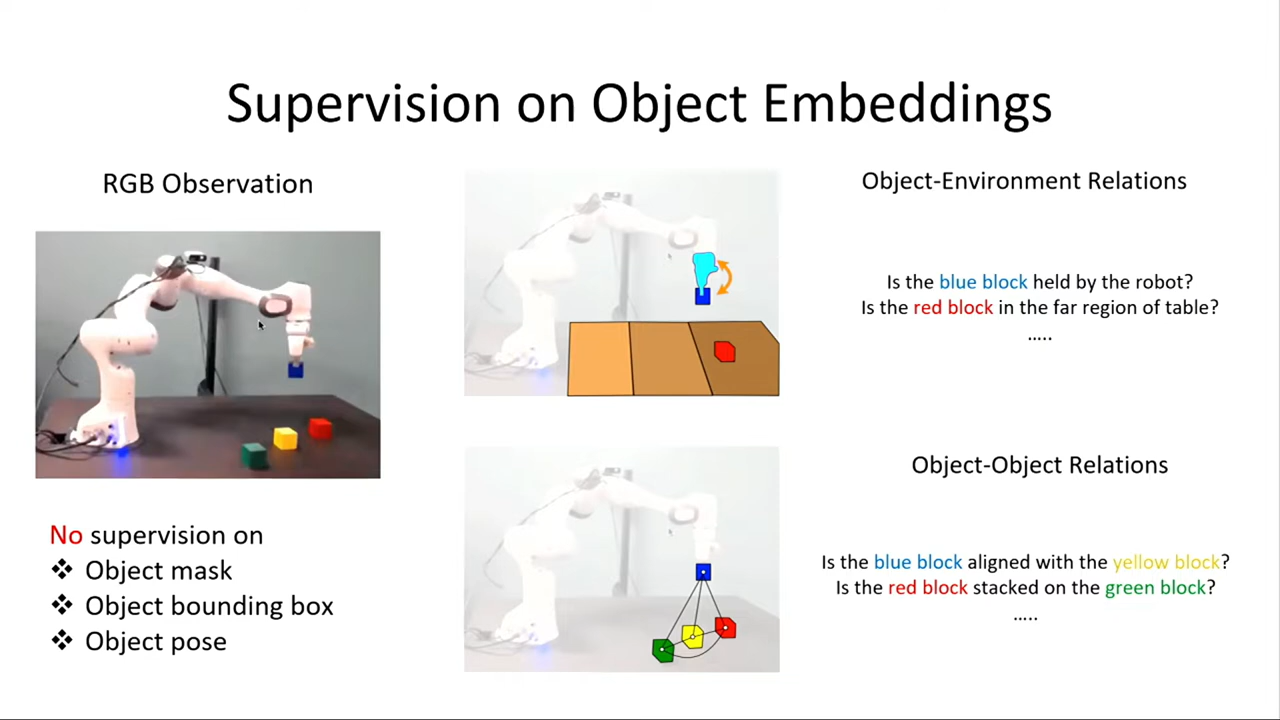 Supervision on Object Embeddings
RGB Observation
No supervision on
❖ Object mask
❖ Object bounding box
❖ Object pose
Object-Environment Relations
Is the blue block held by the robot?
Is the red block in the far region of table?
.....
Object-Object Relations
Is the blue block aligned with the yellow block?
Is the red block stacked on the green block?
.....